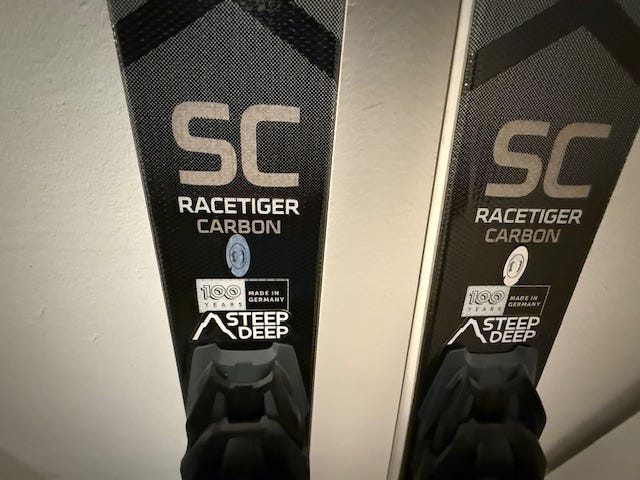 SC
RACETIGER
CARBON
100
YEARS
MADE IN
GERMANY
STEEP
DEEP
SC
RACETIGER
CARBON
100
YEARS
MADE IN
GERMANY
STEEP
DEEP